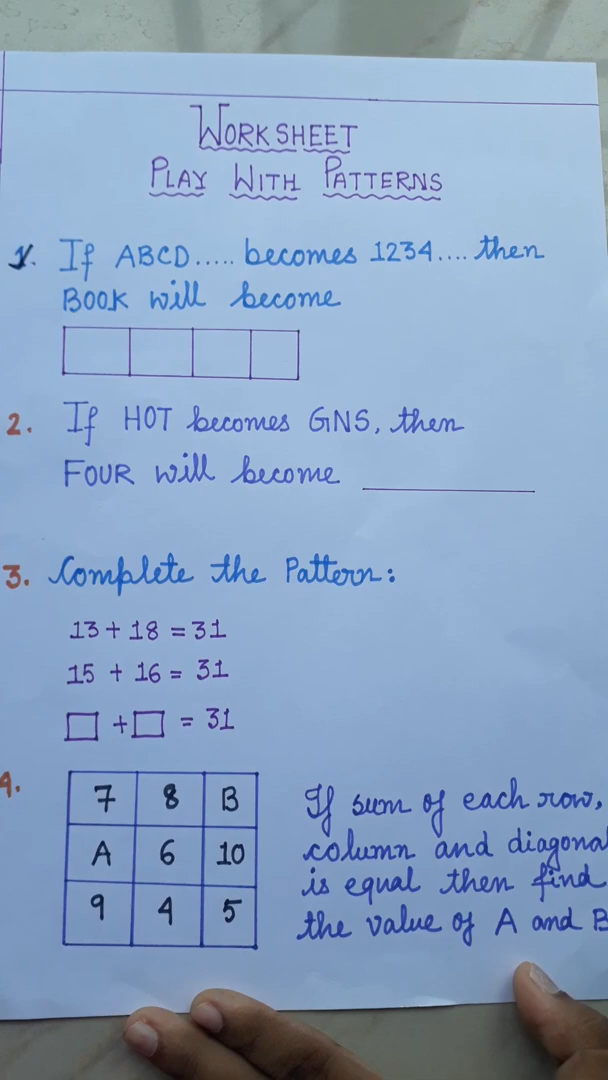 WORKSHEET
PLAY WITH PATTERNS
1. If ABCD..... becomes 1234.... then
BOOK will become
2. If HOT becomes GNS, then
FOUR will become
3. Complete the Pattern:
13 + 18 = 31
15 + 16 = 31
+ = 31
4.
7 8 B
A 6 10
9 4 5
If sum of each row,
column and diagonal
is equal then find
the value of A and B